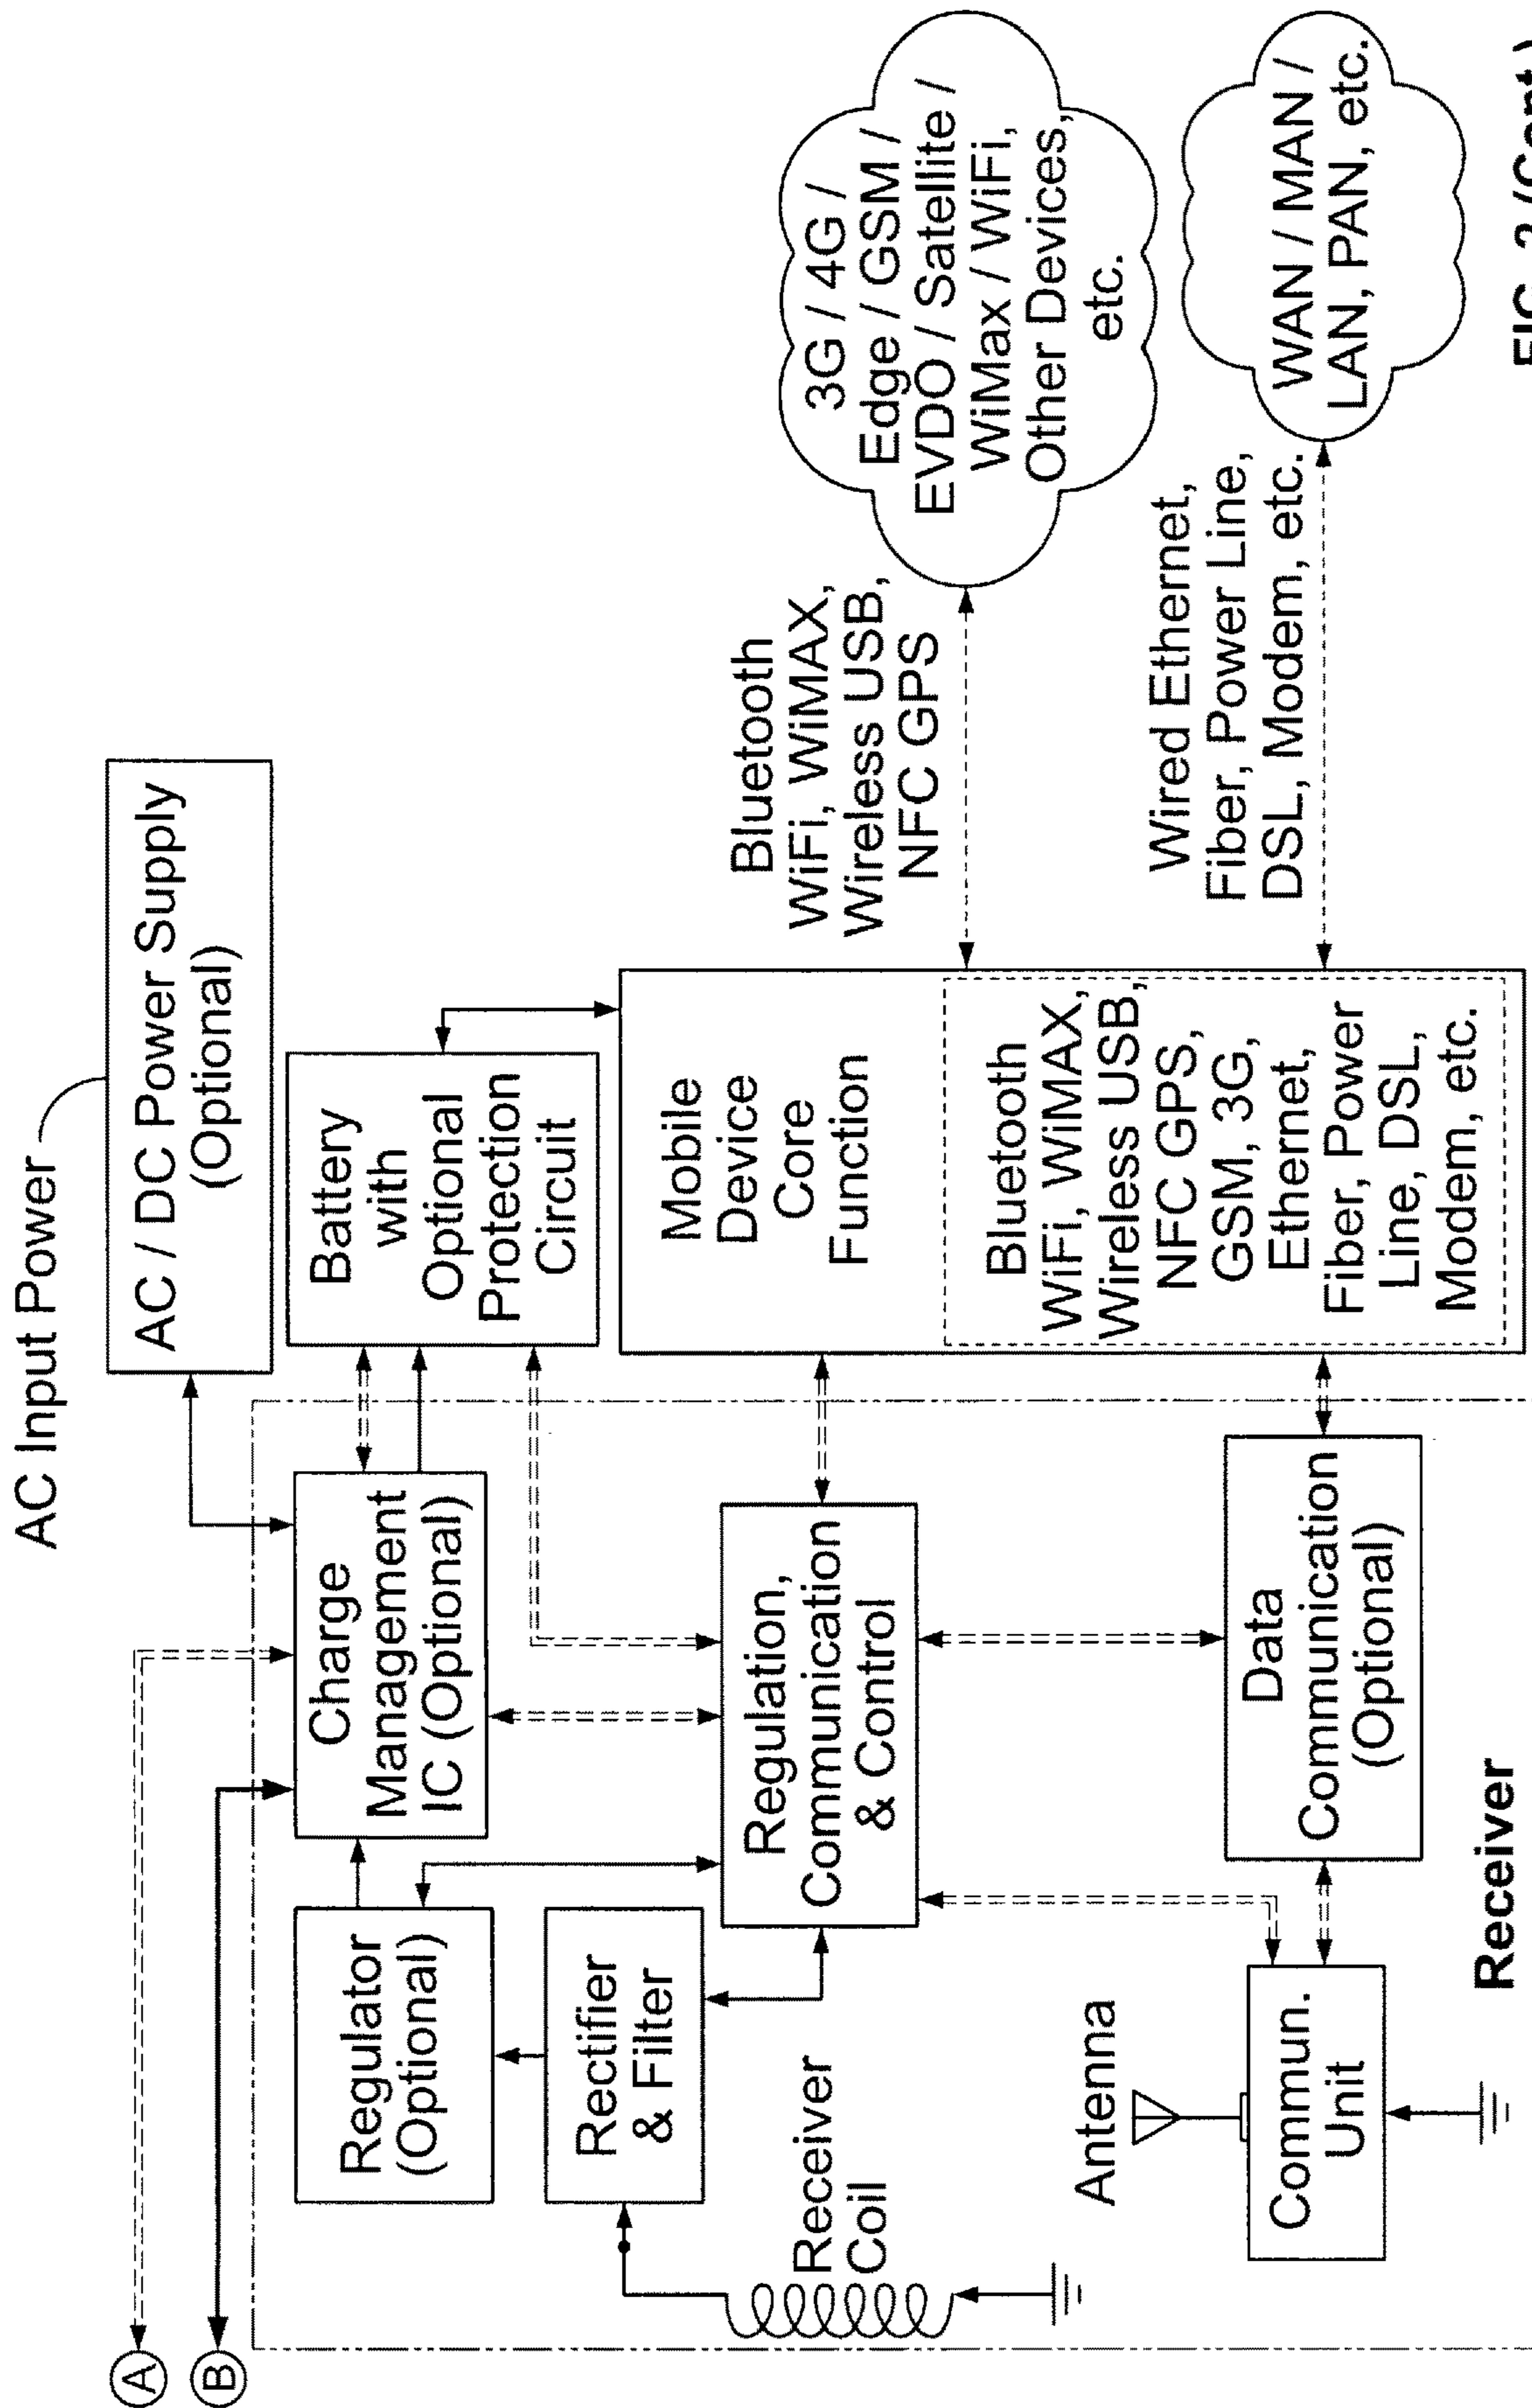 AC Input Power
AC / DC Power Supply
(Optional)
A
B
Charge
Management
IC (Optional)
Battery
with
Optional
Protection
Circuit
Regulator
(Optional)
Rectifier
& Filter
Regulation,
Communication
& Control
Mobile
Device
Core
Function
Bluetooth
WiFi, WiMAX,
Wireless USB,
NFC GPS,
GSM, 3G,
Ethernet,
Fiber, Power
Line, DSL,
Modem, etc.
Bluetooth
WiFi, WiMAX,
Wireless USB,
NFC GPS
3G / 4G /
Edge / GSM /
EVDO / Satellite /
WiMax / WiFi,
Other Devices,
etc.
Wired Ethernet,
Fiber, Power Line,
DSL, Modem, etc.
WAN / MAN /
LAN, PAN, etc.
Receiver
Coil
Antenna
Commun.
Unit
Data
Communication
(Optional)
Receiver
FIG. 2 (Cont.)